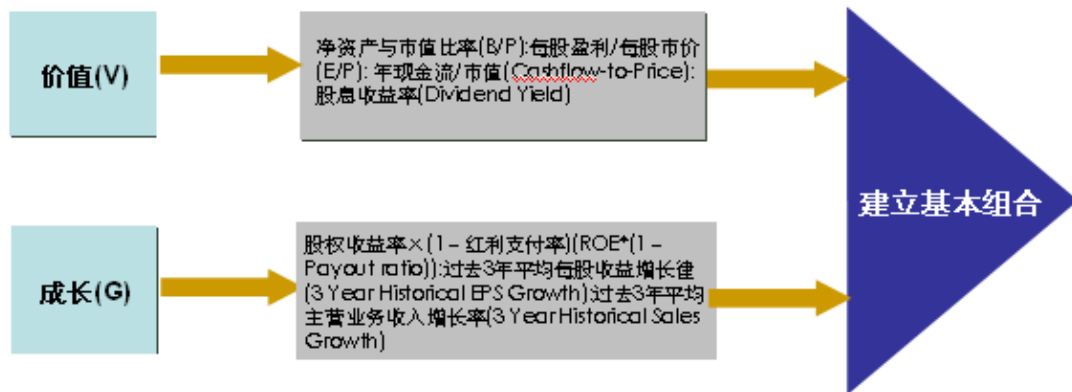 价值(V)
净资产与市值比率(B/P):每股盈利/每股市价
(E/P): 年现金流/市值(Cashflow-to-Price):
股息收益率(Dividend Yield)
建立基本组合
成长(G)
股权收益率×(1–红利支付率)(ROE*(1–
Payout ratio)):过去3年平均每股收益增长律
(3 Year Historical EPS Growth):过去3年平均
主营业务收入增长率(3 Year Historical Sales
Growth)